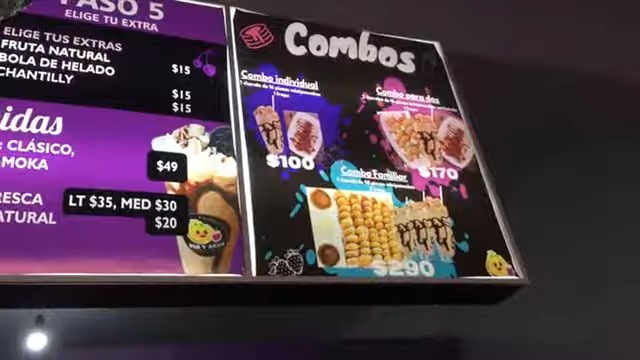 PASO 5
ELIGE TU EXTRA
ELIGE TUS EXTRAS
FRUTA NATURAL
BOLA DE HELADO
CHANTILLY
$15
$15
$15
idas
: CLÁSICO,
MOKA
$49
RESCA
ATURAL
LT $35, MED $30
$20
Combos
Combo individual
$100
Combo para dos
$170
Combo Familiar
$290